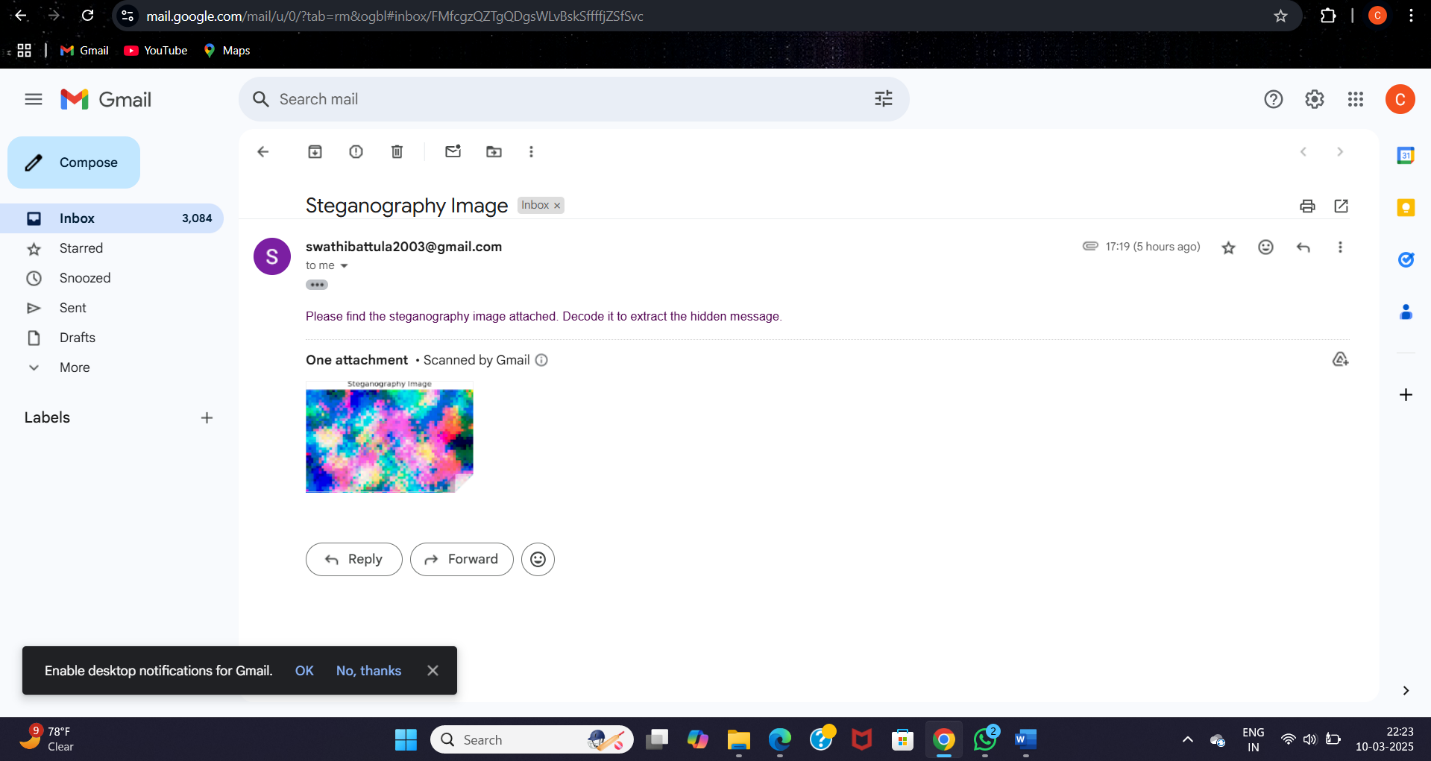 mail.google.com/mail/u/0/?tab=rm&ogbl#inbox/FMfcgzQZTgQDgsWLvBskSffffjZSfSvc
C
Gmail
YouTube
Maps
Gmail
Search mail
C
Compose
31
Steganography Image
Inbox ×
Inbox
3,084
swathibattula2003@gmail.com
17:19 (5 hours ago)
S
Starred
to me
Snoozed
Sent
Please find the steganography image attached. Decode it to extract the hidden message.
Drafts
One attachment • Scanned by Gmail
More
Steganography Image
Labels
Reply
Forward
Enable desktop notifications for Gmail.
OK
No, thanks
9
78°F
Clear
Search
2
W
ENG
IN
22:23
10-03-2025